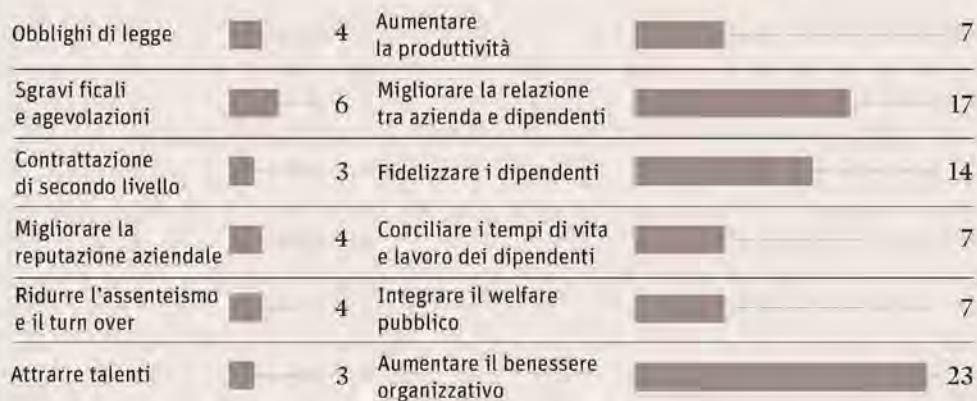 Obblighi di legge 4
Aumentare
la produttività 7
Sgravi ficali
e agevolazioni 6
Migliorare la relazione
tra azienda e dipendenti 17
Contrattazione
di secondo livello 3
Fidelizzare i dipendenti 14
Migliorare la
reputazione aziendale 4
Conciliare i tempi di vita
e lavoro dei dipendenti 7
Ridurre l'assenteismo
e il turn over 4
Integrare il welfare
pubblico 7
Attrarre talenti 3
Aumentare il benessere
organizzativo 23